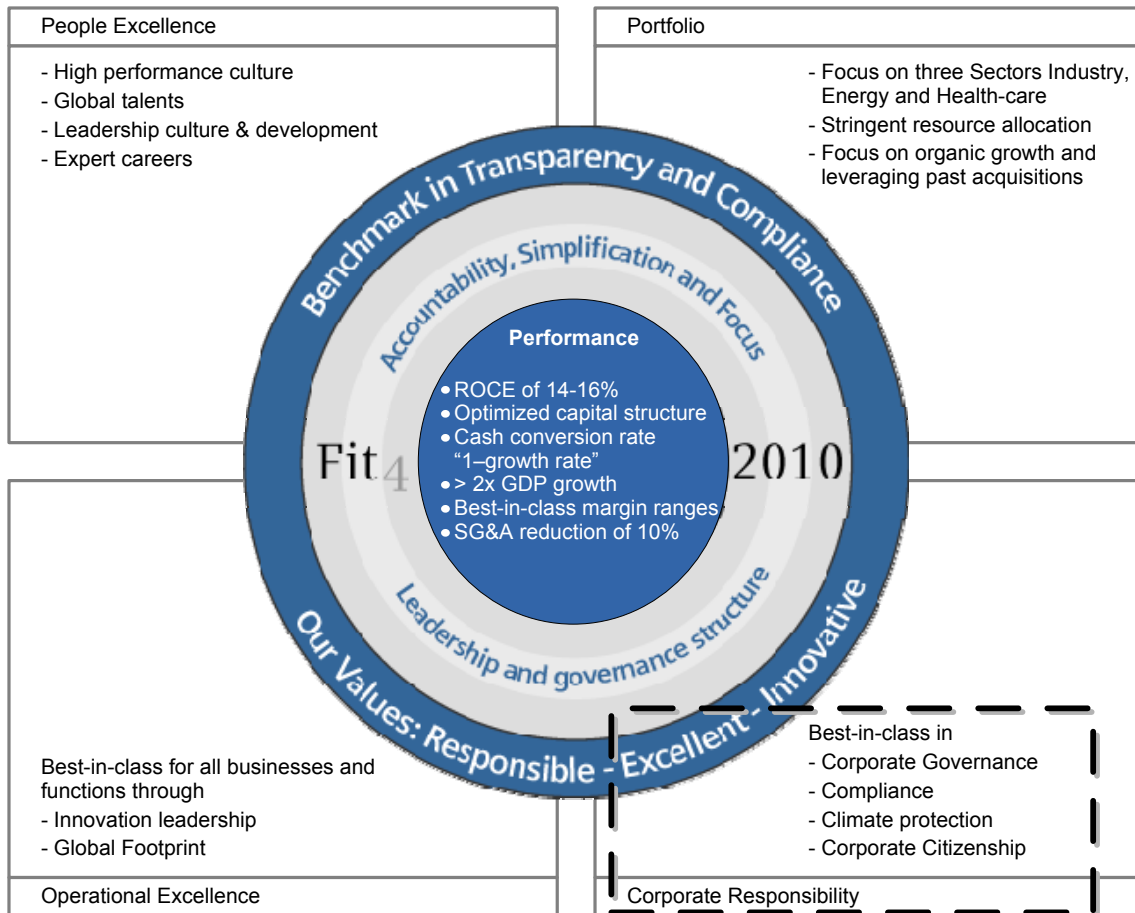 People Excellence
- High performance culture
- Global talents
- Leadership culture & development
- Expert careers
Portfolio
- Focus on three Sectors Industry,
Energy and Health-care
- Stringent resource allocation
- Focus on organic growth and
leveraging past acquisitions
Benchmark in Transparency and Compliance
Accountability, Simplification and Focus
Performance
• ROCE of 14-16%
• Optimized capital structure
• Cash conversion rate
“1–growth rate”
• > 2x GDP growth
• Best-in-class margin ranges
• SG&A reduction of 10%
Fit 4 2010
Leadership and governance structure
Our Values: Responsible - Excellent - Innovative
Best-in-class for all businesses and
functions through
- Innovation leadership
- Global Footprint
Operational Excellence
Best-in-class in
- Corporate Governance
- Compliance
- Climate protection
- Corporate Citizenship
Corporate Responsibility